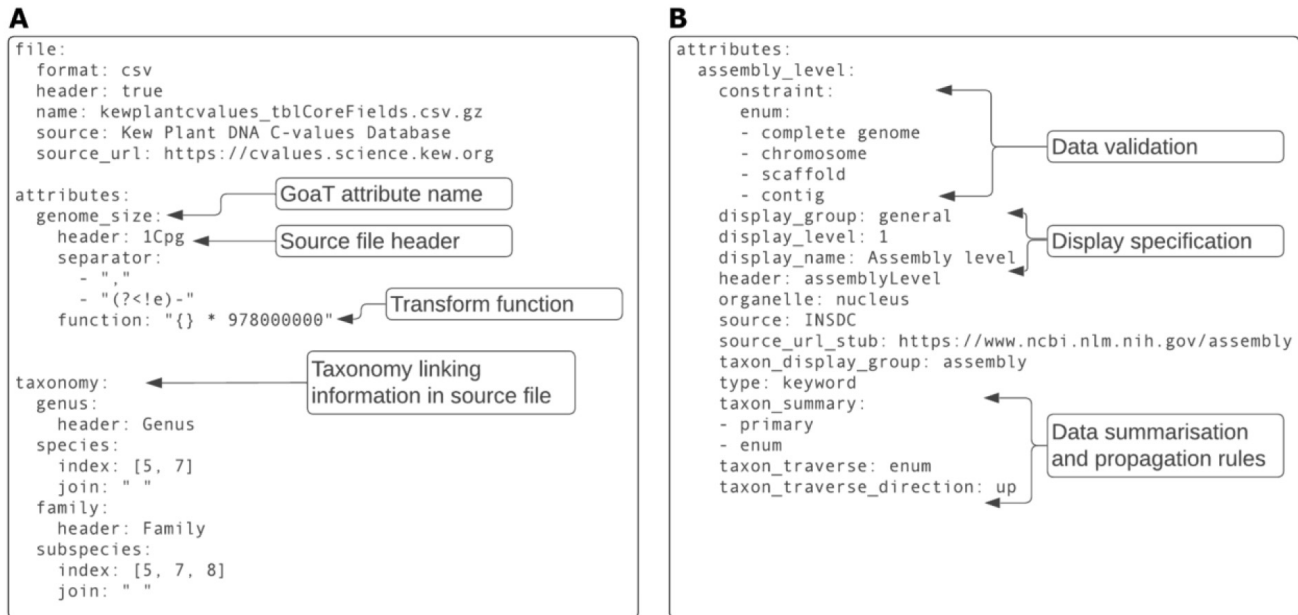 A
file:
  format: csv
  header: true
  name: kewplantcvalues_tblCoreFields.csv.gz
  source: Kew Plant DNA C-values Database
  source_url: https://cvalues.science.kew.org
attributes:
GoaT attribute name
  genome_size:
    header: 1Cpg
Source file header
    separator:
      - ","
      - "(?<!e)-"
Transform function
    function: "{} * 978000000"
taxonomy:
Taxonomy linking
information in source file
  genus:
    header: Genus
  species:
    index: [5, 7]
    join: " "
  family:
    header: Family
  subspecies:
    index: [5, 7, 8]
    join: " "
B
attributes:
  assembly_level:
    constraint:
      enum:
      - complete genome
      - chromosome
      - scaffold
      - contig
Data validation
    display_group: general
    display_level: 1
    display_name: Assembly level
Display specification
    header: assemblyLevel
    organelle: nucleus
    source: INSDC
    source_url_stub: https://www.ncbi.nlm.nih.gov/assembly
    taxon_display_group: assembly
    type: keyword
    taxon_summary:
    - primary
    - enum
    taxon_traverse: enum
    taxon_traverse_direction: up
Data summarisation
and propagation rules